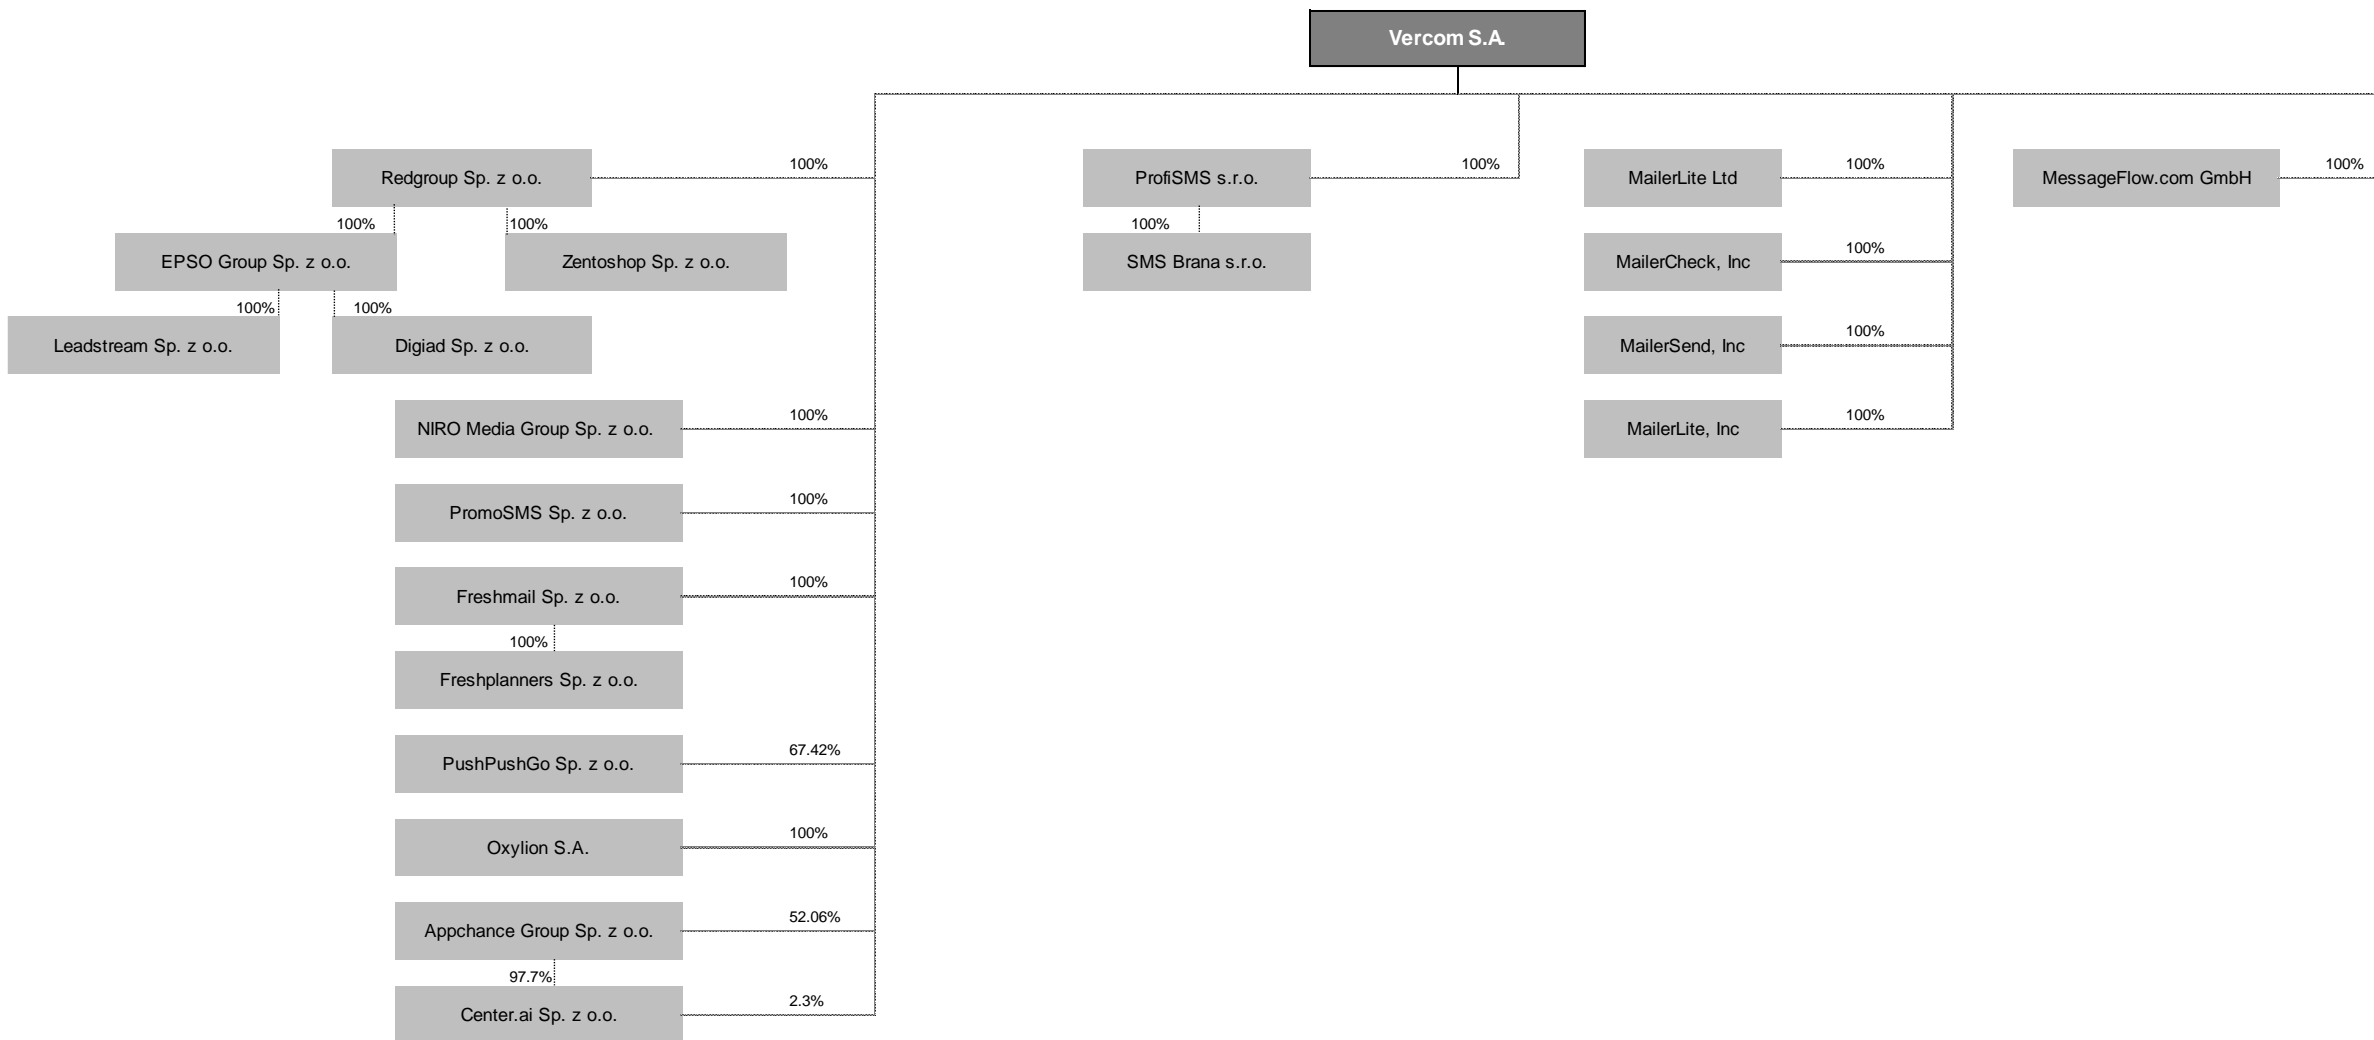 Vercom S.A.
Redgroup Sp. z o.o.
100%
ProfiSMS s.r.o.
100%
MailerLite Ltd
100%
MessageFlow.com GmbH
100%
100%
100%
100%
EPSO Group Sp. z o.o.
Zentoshop Sp. z o.o.
SMS Brana s.r.o.
MailerCheck, Inc
100%
100%
100%
Leadstream Sp. z o.o.
Digiad Sp. z o.o.
MailerSend, Inc
100%
NIRO Media Group Sp. z o.o.
100%
MailerLite, Inc
100%
PromoSMS Sp. z o.o.
100%
Freshmail Sp. z o.o.
100%
100%
Freshplanners Sp. z o.o.
PushPushGo Sp. z o.o.
67.42%
Oxylion S.A.
100%
Appchance Group Sp. z o.o.
52.06%
97.7%
Center.ai Sp. z o.o.
2.3%